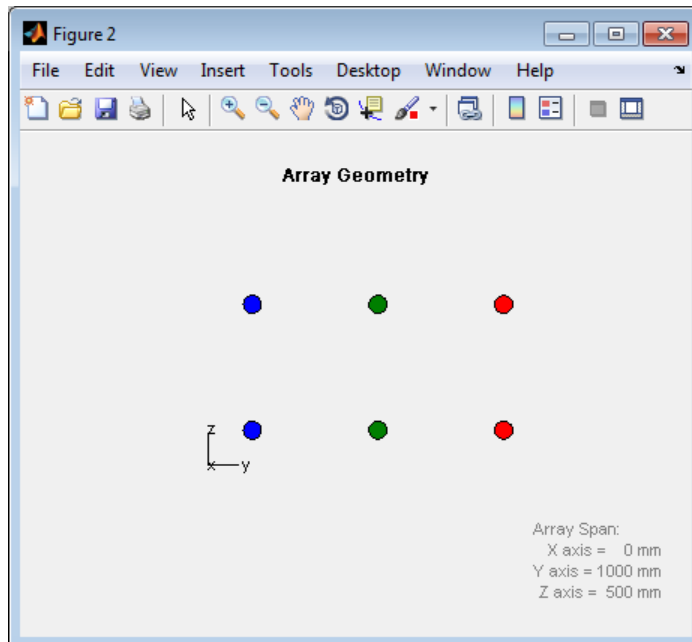 Figure 2
File Edit View Insert Tools Desktop Window Help
Array Geometry
z
x y
Array Span:
X axis = 0 mm
Y axis = 1000 mm
Z axis = 500 mm